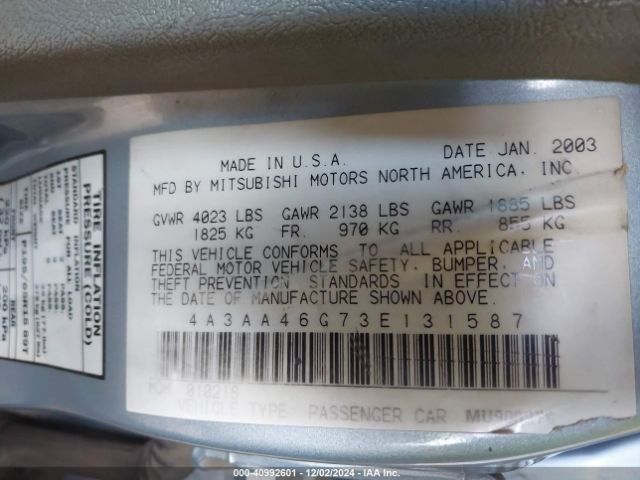 MADE IN U.S.A. DATE JAN. 2003
MFD BY MITSUBISHI MOTORS NORTH AMERICA, INC.
GVWR 4023 LBS GAWR 2138 LBS GAWR 1885 LBS
1825 KG FR. 970 KG RR. 855 KG
THIS VEHICLE CONFORMS TO ALL APPLICABLE
FEDERAL MOTOR VEHICLE SAFETY, BUMPER, AND
THEFT PREVENTION STANDARDS IN EFFECT ON
THE DATE OF MANUFACTURE SHOWN ABOVE.
4A3AA46G73E131587
010218
VEHICLE TYPE: PASSENGER CAR
TIRE INFLATION
PRESSURE (COLD)
STANDARD INFLATION
000-40992601 - 12/02/2024 - IAA Inc.